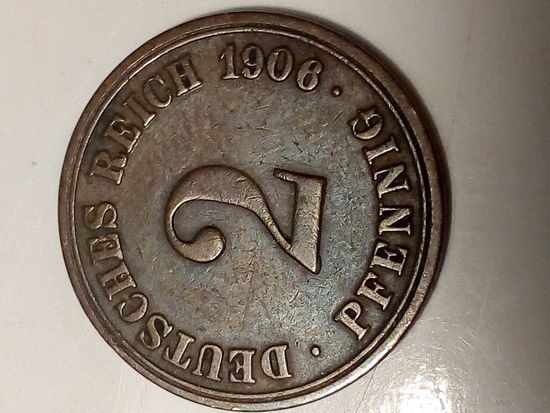 DEUTSCHES REICH 1906 · PFENNIG ·
2